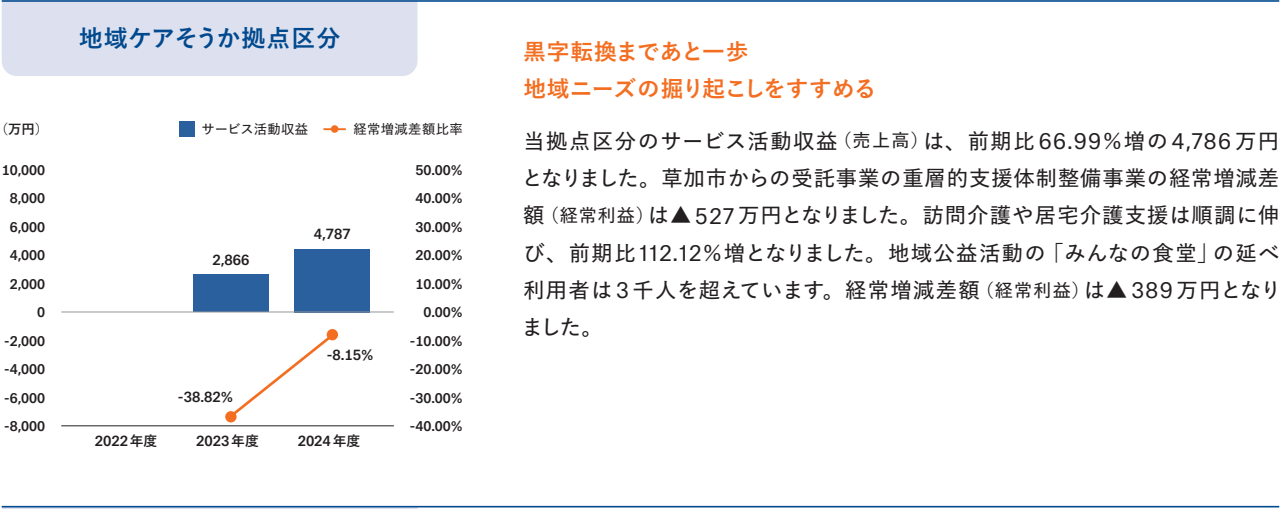 地域ケアそうか拠点区分
(万円)
サービス活動収益 経常増減差額比率
10,000
8,000
6,000
4,000
2,000
0
-2,000
-4,000
-6,000
-8,000
50.00%
40.00%
30.00%
20.00%
10.00%
0.00%
-10.00%
-20.00%
-30.00%
-40.00%
2,866
4,787
-38.82%
-8.15%
2022年度 2023年度 2024年度
黒字転換まであと一歩
地域ニーズの掘り起こしをすすめる
当拠点区分のサービス活動収益(売上高)は、前期比66.99%増の4,786万円
となりました。草加市からの受託事業の重層的支援体制整備事業の経常増減差
額(経常利益)は▲527万円となりました。訪問介護や居宅介護支援は順調に伸
び、前期比112.12%増となりました。地域公益活動の「みんなの食堂」の延べ
利用者は3千人を超えています。経常増減差額(経常利益)は▲389万円となり
ました。